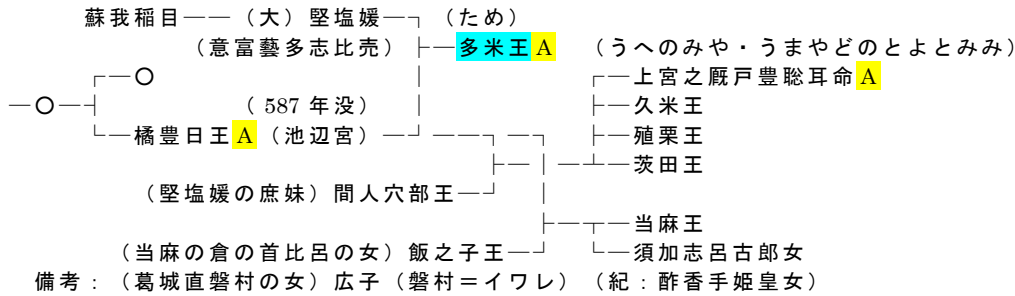 蘇我稲目――（大）堅塩媛―┐（ため）
（意富藝多志比売）├―多米王A （うへのみや・うまやどのとよとみみ）
┌―〇 │ ┌―上宮之厩戸豊聡耳命A
―〇―┤ （587年没） │ ├―久米王
└―橘豊日王A（池辺宮）―┘――┐―┐ ├―殖栗王
├―│―┴―茨田王
（堅塩媛の庶妹）間人穴部王―┘ │
├―┬―当麻王
（当麻の倉の首比呂の女）飯之子王―┘ └―須加志呂古郎女
備考：（葛城直磐村の女）広子（磐村＝イワレ）（紀：酢香手姫皇女）